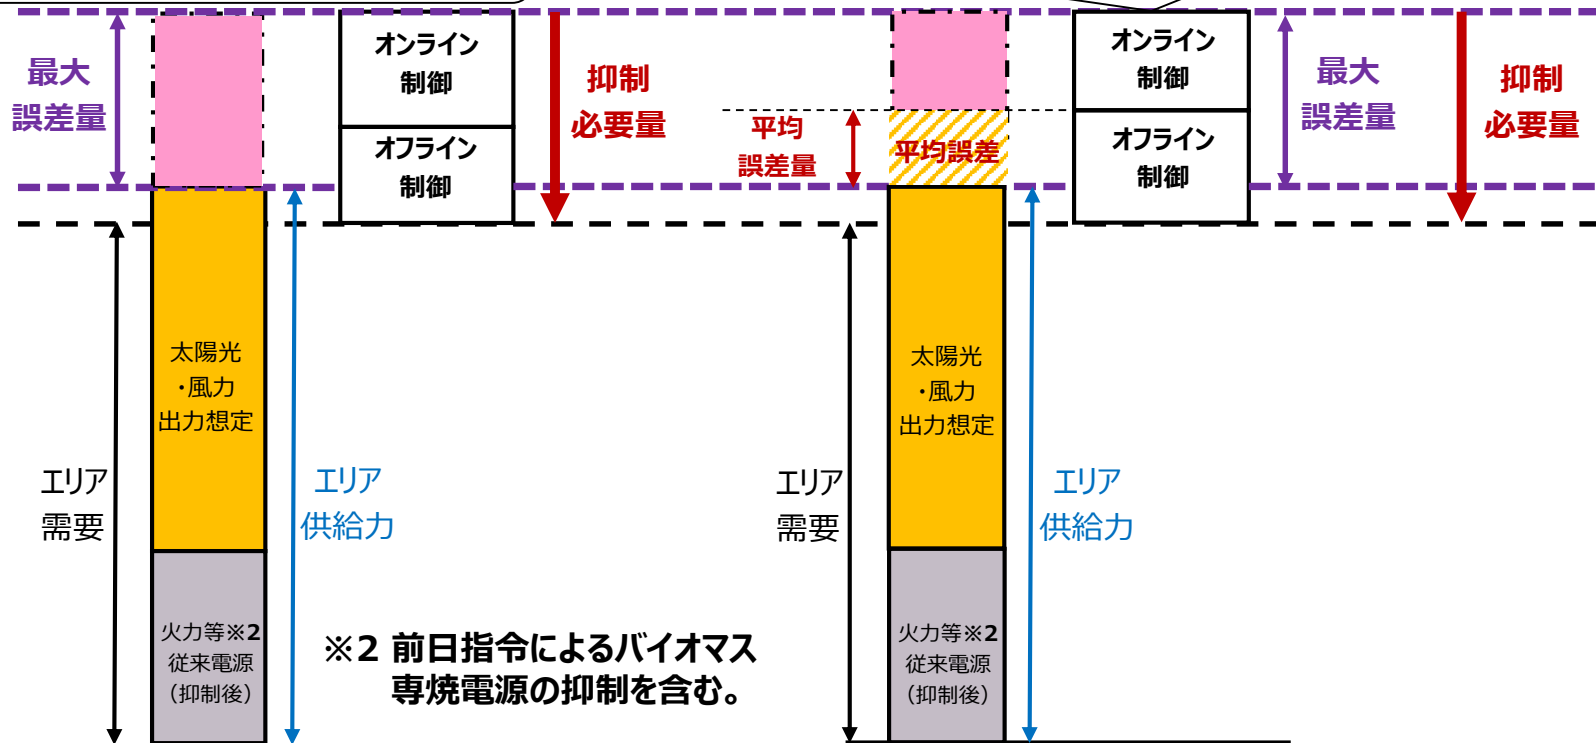 最大
誤差量
オンライン
制御
オフライン
制御
抑制
必要量
太陽光
・風力
出力想定
エリア
需要
エリア
供給力
火力等※2
従来電源
（抑制後）
※2 前日指令によるバイオマス
専焼電源の抑制を含む。
平均
誤差量
平均誤差
オンライン
制御
オフライン
制御
最大
誤差量
抑制
必要量
太陽光
・風力
出力想定
エリア
需要
エリア
供給力
火力等※2
従来電源
（抑制後）